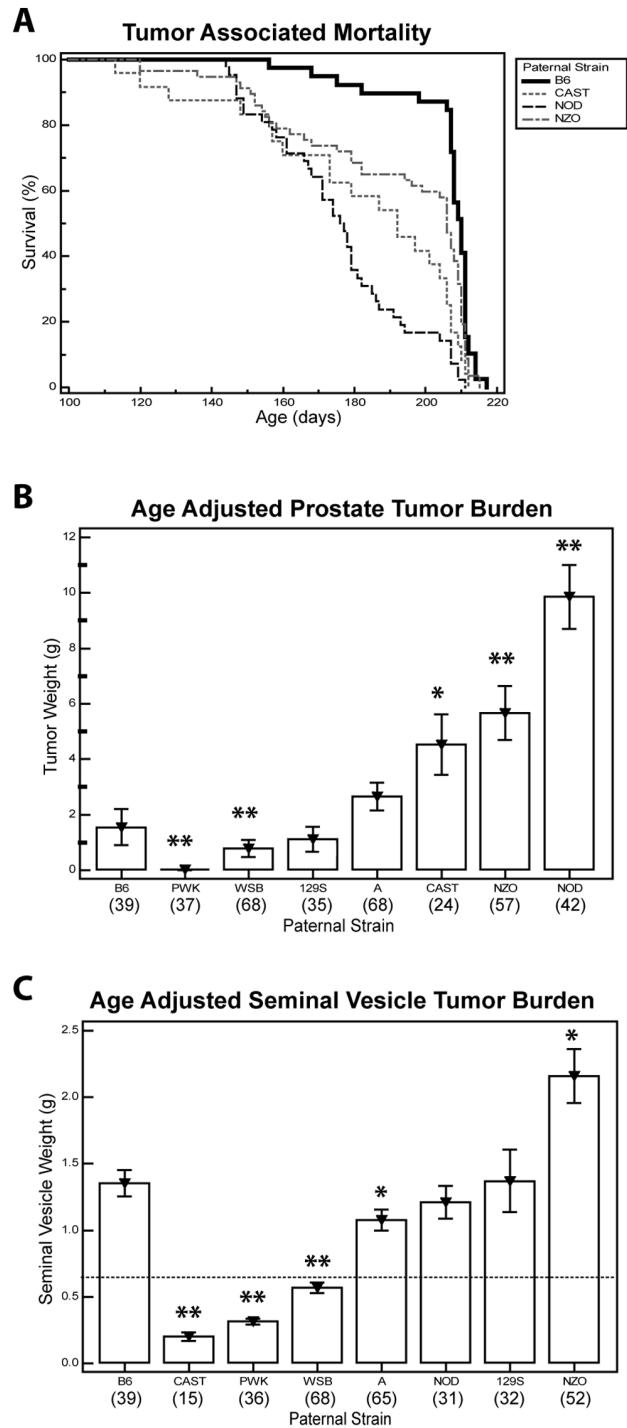 A
Tumor Associated Mortality
100
80
60
40
20
0
Survival (%)
100 120 140 160 180 200 220
Age (days)
Paternal Strain
B6
CAST
NOD
NZO
B
Age Adjusted Prostate Tumor Burden
12
10
8
6
4
2
0
Tumor Weight (g)
** ** * ** **
B6 PWK WSB 129S A CAST NZO NOD
(39) (37) (68) (35) (68) (24) (57) (42)
Paternal Strain
C
Age Adjusted Seminal Vesicle Tumor Burden
2.5
2.0
1.5
1.0
0.5
0.0
Seminal Vesicle Weight (g)
** ** ** * *
B6 CAST PWK WSB A NOD 129S NZO
(39) (15) (36) (68) (65) (31) (32) (52)
Paternal Strain